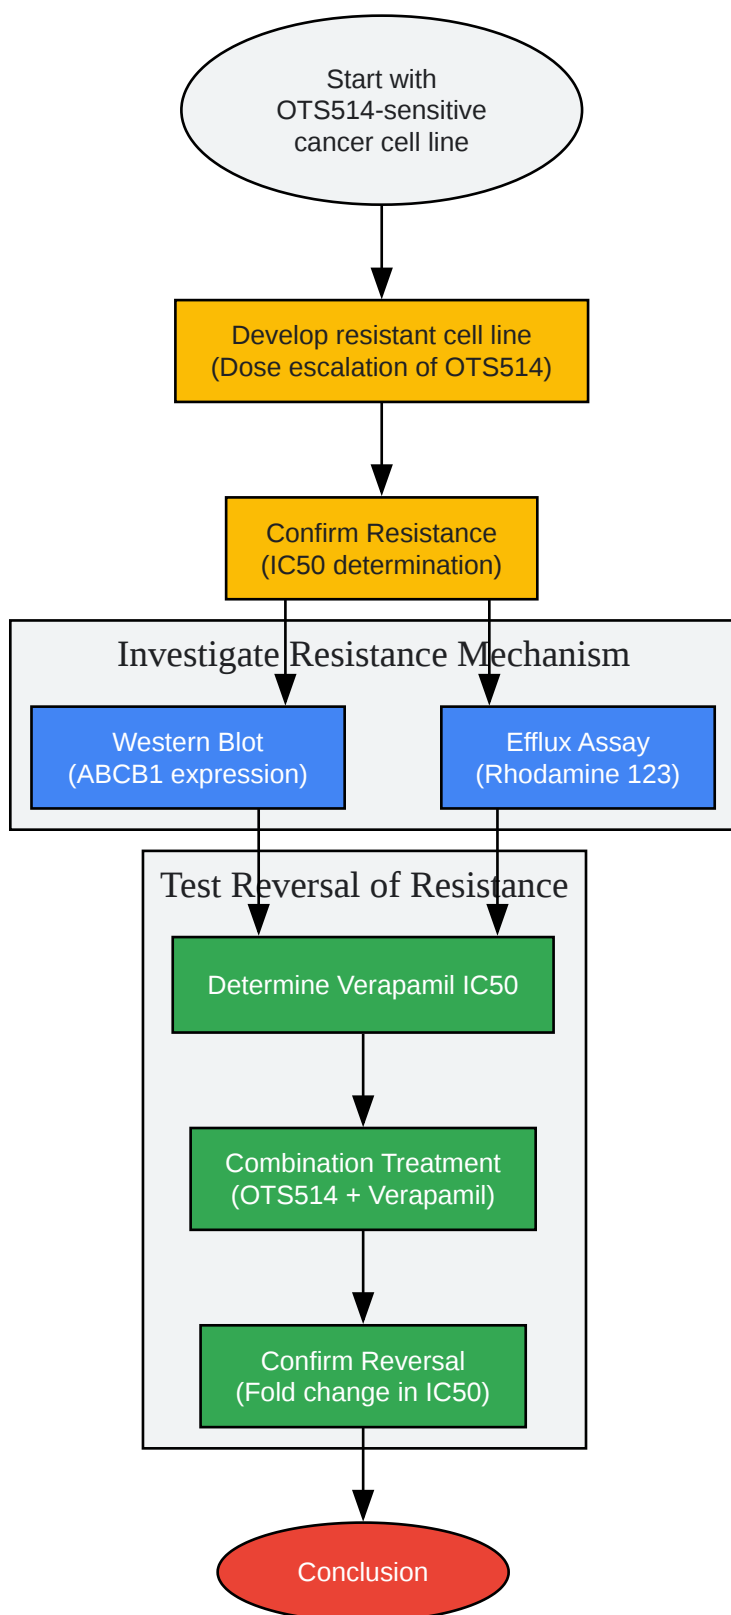 Start with
OTS514-sensitive
cancer cell line
Develop resistant cell line
(Dose escalation of OTS514)
Confirm Resistance
(IC50 determination)
Investigate Resistance Mechanism
Western Blot
(ABCB1 expression)
Efflux Assay
(Rhodamine 123)
Test Reversal of Resistance
Determine Verapamil IC50
Combination Treatment
(OTS514 + Verapamil)
Confirm Reversal
(Fold change in IC50)
Conclusion